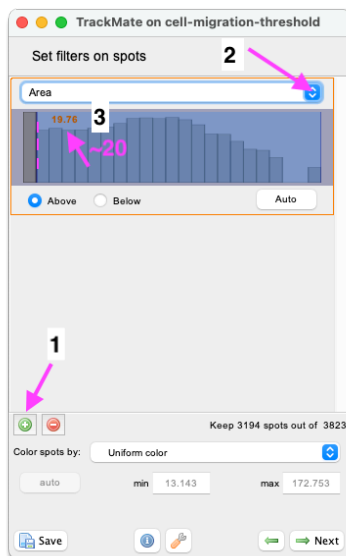 TrackMate on cell-migration-threshold
Set filters on spots
2
Area
19.76
3
~20
Above Below Auto
1
Keep 3194 spots out of 3823
Color spots by: Uniform color
auto min 13.143 max 172.753
Save Next